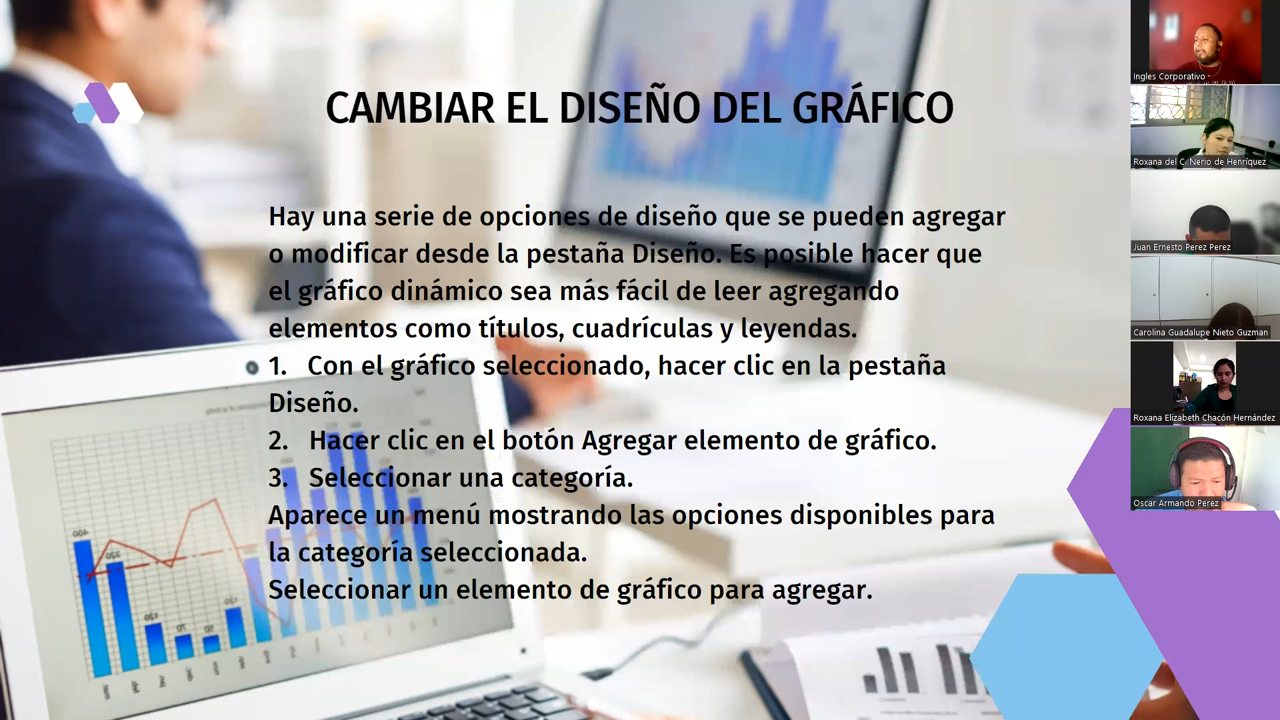 CAMBIAR EL DISEÑO DEL GRÁFICO
Hay una serie de opciones de diseño que se pueden agregar
o modificar desde la pestaña Diseño. Es posible hacer que
el gráfico dinámico sea más fácil de leer agregando
elementos como títulos, cuadrículas y leyendas.
1. Con el gráfico seleccionado, hacer clic en la pestaña
Diseño.
2. Hacer clic en el botón Agregar elemento de gráfico.
3. Seleccionar una categoría.
Aparece un menú mostrando las opciones disponibles para
la categoría seleccionada.
Seleccionar un elemento de gráfico para agregar.
Ingles Corporativo
Roxana del C. Nerio de Henríquez
Juan Ernesto Perez Perez
Carolina Guadalupe Nieto Guzman
Roxana Elizabeth Chacón Hernández
Oscar Armando Perez